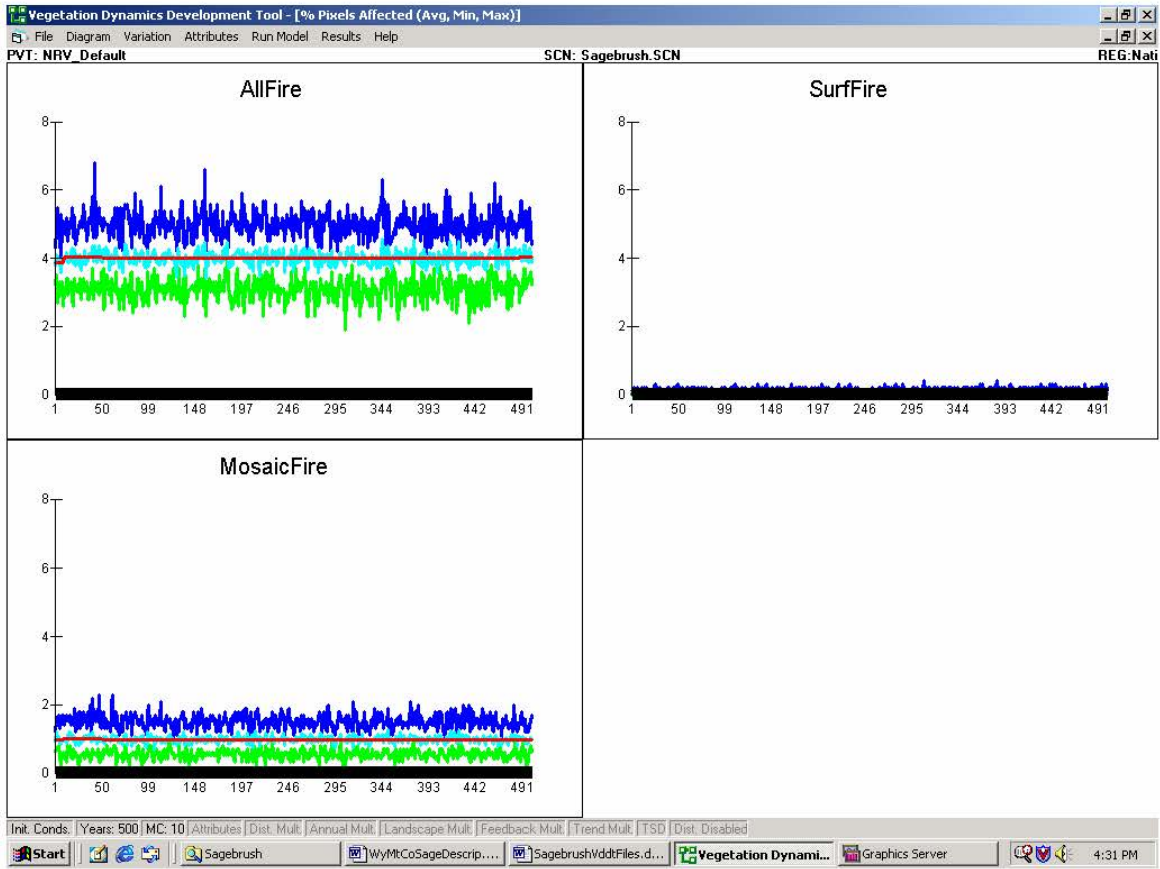 Vegetation Dynamics Development Tool - [% Pixels Affected (Avg, Min, Max)]
File Diagram Variation Attributes Run Model Results Help
PVT: NRV_Default SCN: Sagebrush.SCN REG:Nati
AllFire
8
6
4
2
0
1 50 99 148 197 246 295 344 393 442 491
SurfFire
8
6
4
2
0
1 50 99 148 197 246 295 344 393 442 491
MosaicFire
8
6
4
2
0
1 50 99 148 197 246 295 344 393 442 491
Init. Conds. Years: 500 MC: 10 Attributes Dist. Mult. Annual Mult. Landscape Mult. Feedback Mult. Trend Mult. TSD Dist. Disabled
Start Sagebrush WyMtCoSageDescrip.... SagebrushVddtFiles.d... Vegetation Dynami... Graphics Server 4:31 PM